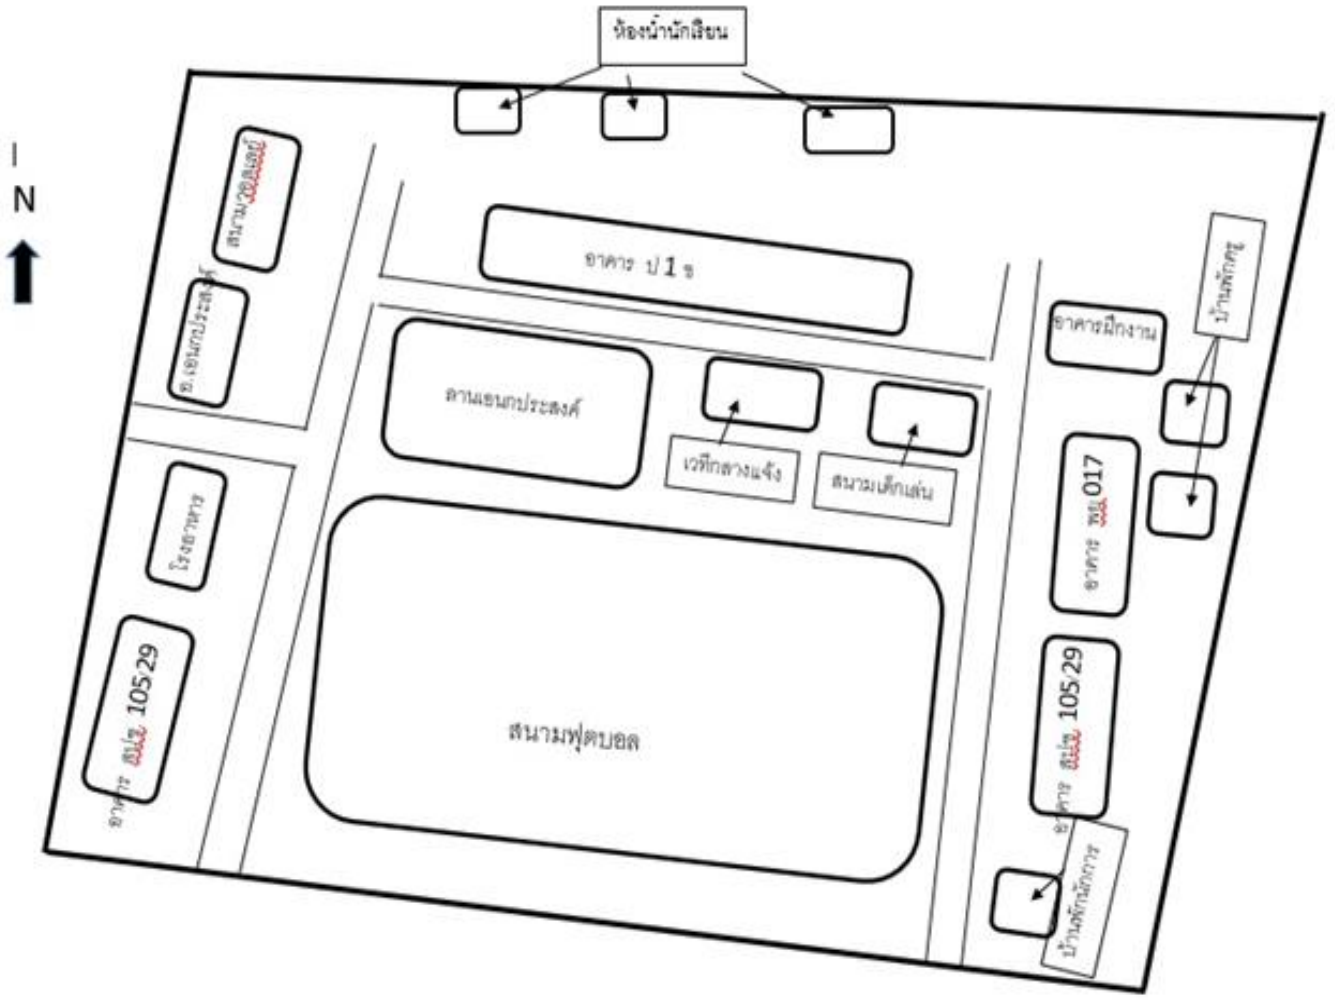 ห้องน้ำนักเรียน
N
สนามวอลเลย์
อ.เอนกประสงค์
อาคาร ป 1 ซ
บ้านพักครู
อาคารฝึกงาน
ลานเอนกประสงค์
เวทีกลางแจ้ง
สนามเด็กเล่น
อาคาร พย 017
โรงอาหาร
อาคาร สปช. 105/29
สนามฟุตบอล
อาคาร สปช. 105/29
บ้านพักนักการ